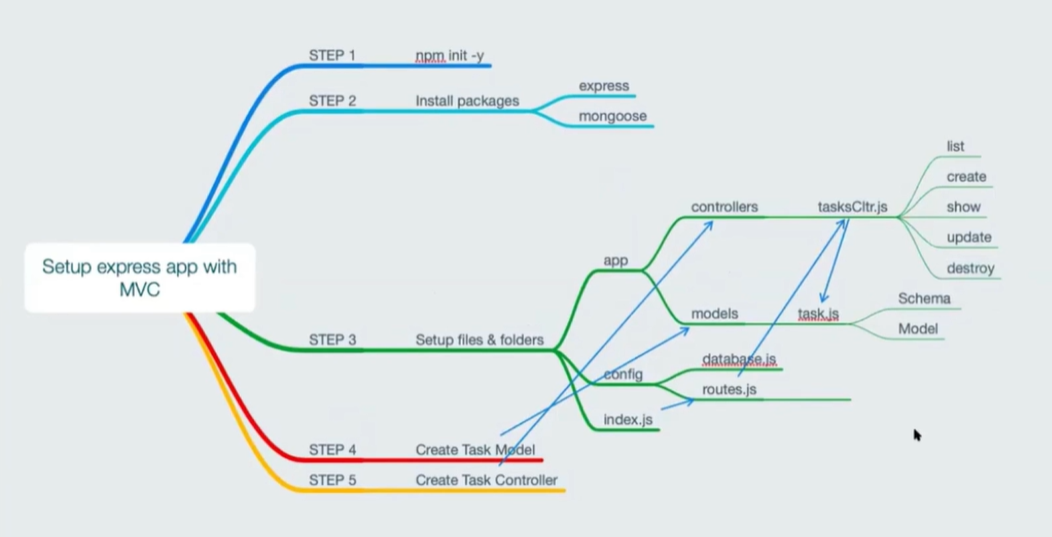 STEP 1 npm init -y
STEP 2 Install packages
express
mongoose
Setup express app with
MVC
STEP 3 Setup files & folders
app
controllers tasksCltr.js
list
create
show
update
destroy
models task.js
Schema
Model
config
database.js
routes.js
index.js
STEP 4 Create Task Model
STEP 5 Create Task Controller